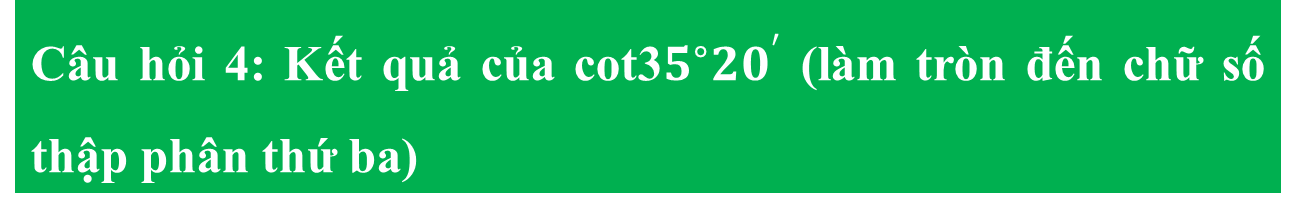 Câu hỏi 4: Kết quả của cot35°20′ (làm tròn đến chữ số
thập phân thứ ba)